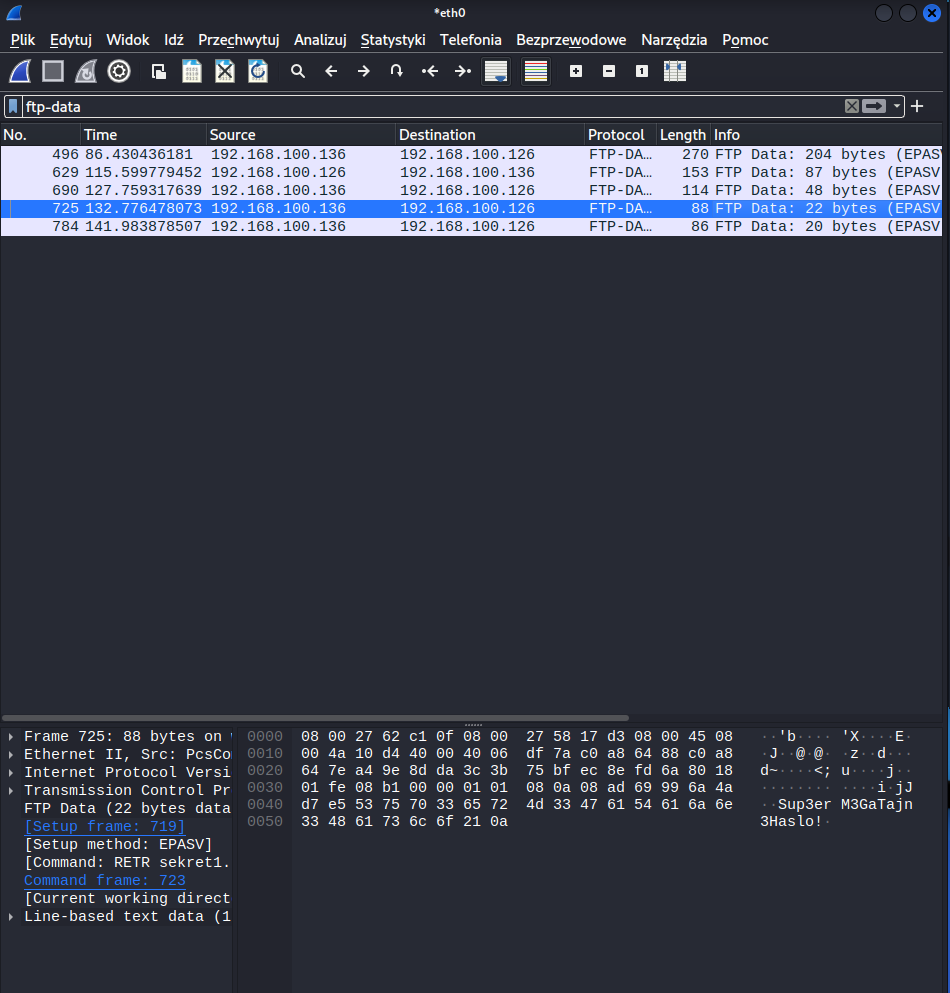 *eth0
Plik Edytuj Widok Idź Przechwytuj Analizuj Statystyki Telefonia Bezprzewodowe Narzędzia Pomoc
ftp-data
No. Time Source Destination Protocol Length Info
496 86.430436181 192.168.100.136 192.168.100.126 FTP-DA… 270 FTP Data: 204 bytes (EPAS
629 115.599779452 192.168.100.126 192.168.100.136 FTP-DA… 153 FTP Data: 87 bytes (EPASV
690 127.759317639 192.168.100.136 192.168.100.126 FTP-DA… 114 FTP Data: 48 bytes (EPASV
725 132.776478073 192.168.100.136 192.168.100.126 FTP-DA… 88 FTP Data: 22 bytes (EPASV
784 141.983878507 192.168.100.136 192.168.100.126 FTP-DA… 86 FTP Data: 20 bytes (EPASV
Frame 725: 88 bytes on
Ethernet II, Src: PcsCo
Internet Protocol Versi
Transmission Control Pr
FTP Data (22 bytes data
[Setup frame: 719]
[Setup method: EPASV]
[Command: RETR sekret1.
Command frame: 723
[Current working direct
Line-based text data (1
0000 08 00 27 62 c1 0f 08 00 27 58 17 d3 08 00 45 08 ··'b···· 'X····E·
0010 00 4a 10 d4 40 00 40 06 df 7a c0 a8 64 88 c0 a8 ·J··@·@· ·z··d···
0020 64 7e a4 9e 8d da 3c 3b 75 bf ec 8e fd 6a 80 18 d~····<; u····j··
0030 01 fe 08 b1 00 00 01 01 08 0a 08 ad 69 99 6a 4a ········ ····i·jJ
0040 d7 e5 53 75 70 33 65 72 4d 33 47 61 54 61 6a 6e ··Sup3er M3GaTajn
0050 33 48 61 73 6c 6f 21 0a 3Haslo!·